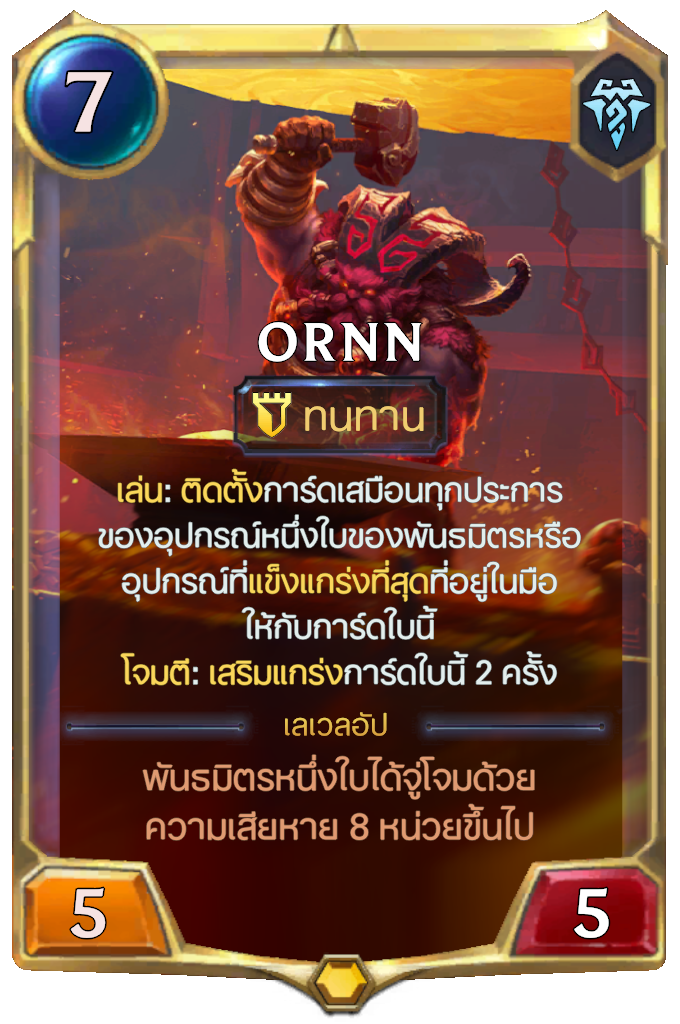 7
ORNN
ทนทาน
เล่น: ติดตั้งการ์ดเสมือนทุกประการ
ของอุปกรณ์หนึ่งใบของพันธมิตรหรือ
อุปกรณ์ที่แข็งแกร่งที่สุดที่อยู่ในมือ
ให้กับการ์ดใบนี้
โจมตี: เสริมแกร่งการ์ดใบนี้ 2 ครั้ง
เลเวลอัป
พันธมิตรหนึ่งใบได้จู่โจมด้วย
ความเสียหาย 8 หน่วยขึ้นไป
5
5